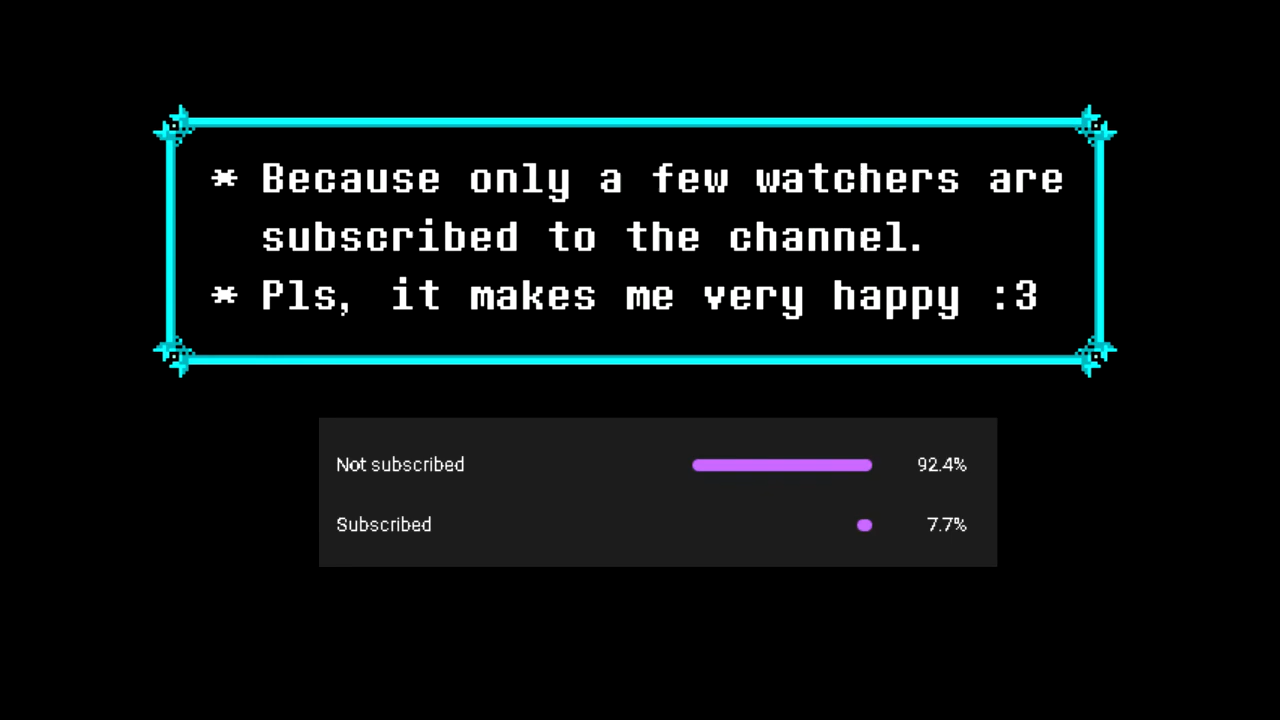 * Because only a few watchers are
subscribed to the channel.
* Pls, it makes me very happy :3
Not subscribed 92.4%
Subscribed 7.7%